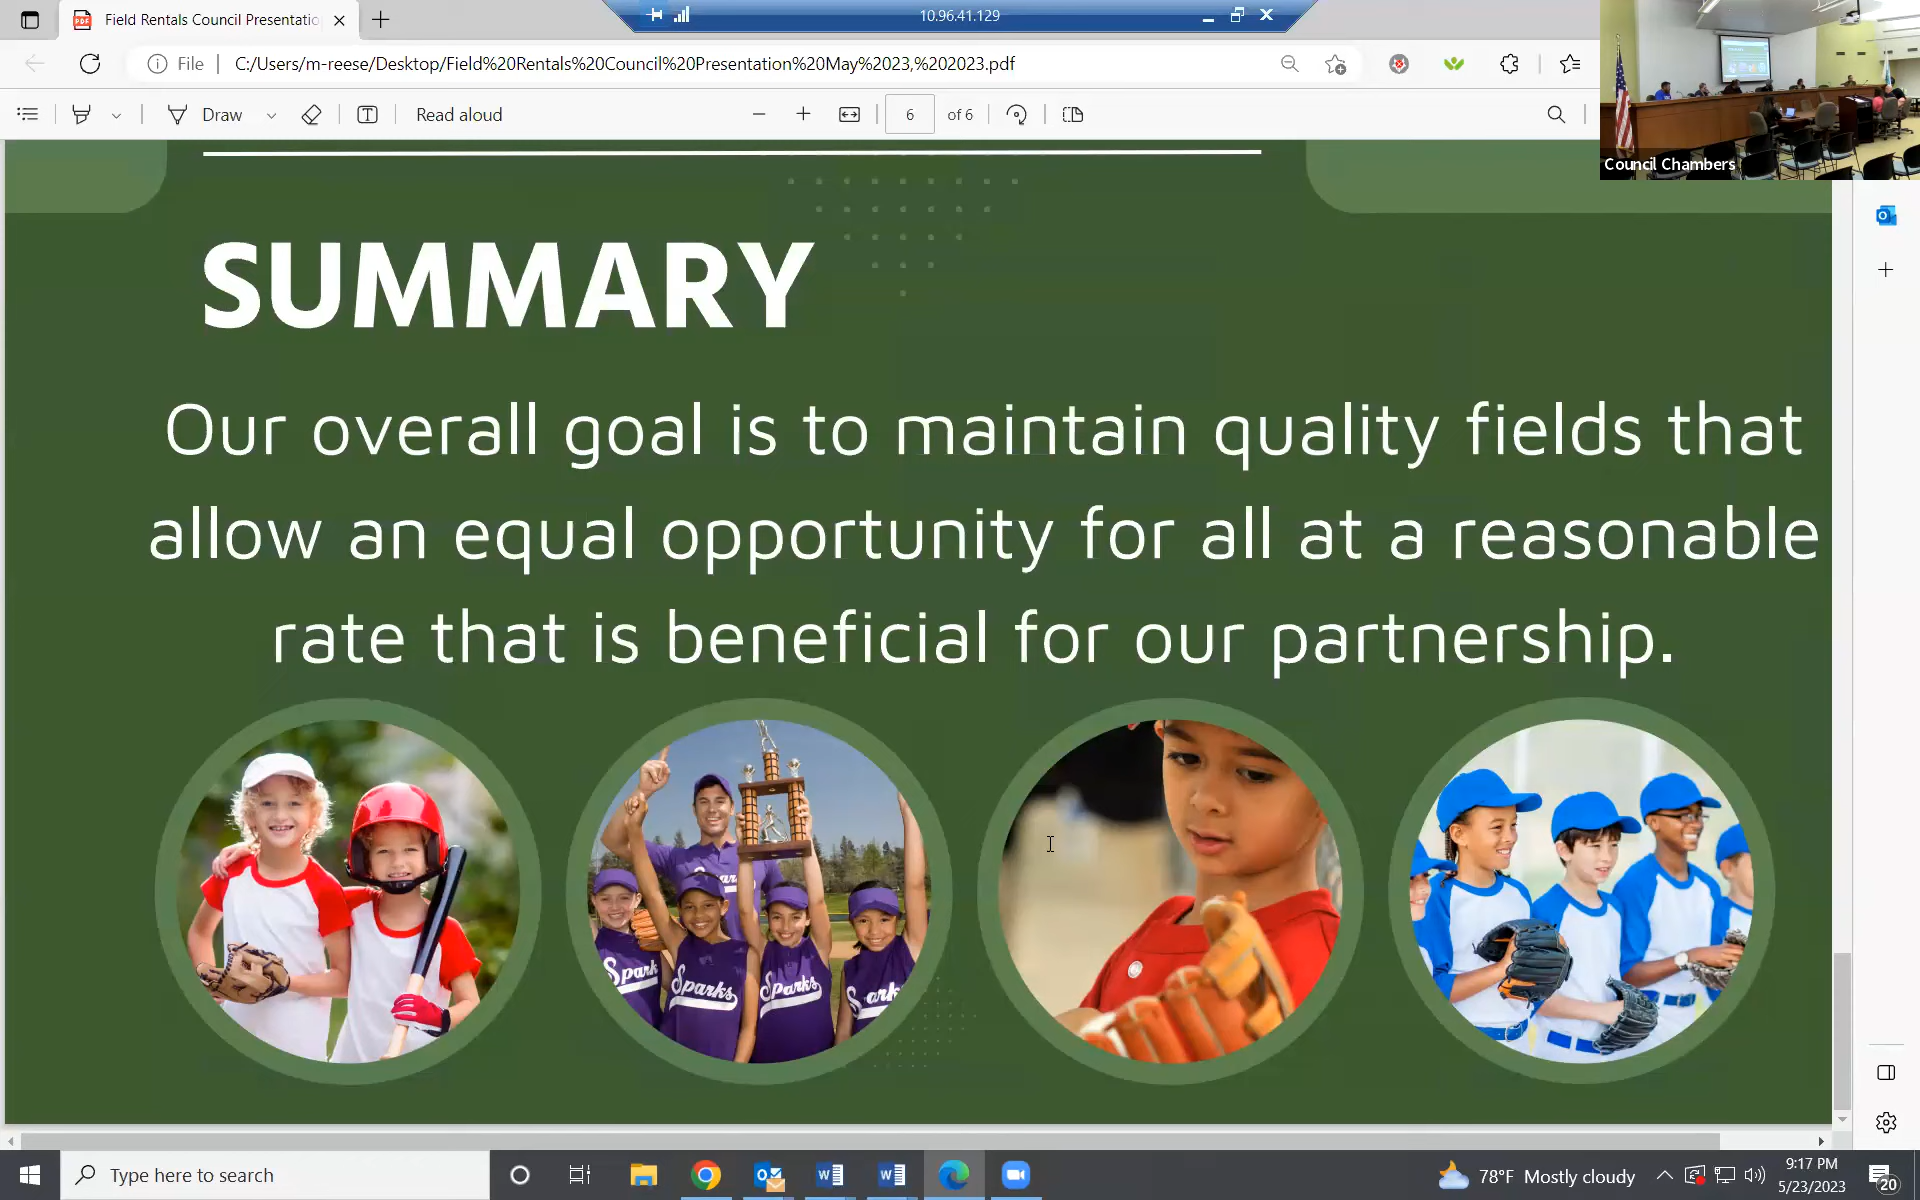 Field Rentals Council Presentatio
10.96.41.129
File
C:/Users/m-reese/Desktop/Field%20Rentals%20Council%20Presentation%20May%2023,%202023.pdf
Draw
Read aloud
6
of 6
Council Chambers
SUMMARY
Our overall goal is to maintain quality fields that
allow an equal opportunity for all at a reasonable
rate that is beneficial for our partnership.
Spark
Sparks
Sparks
Spark
Type here to search
78°F Mostly cloudy
9:17 PM
5/23/2023
20